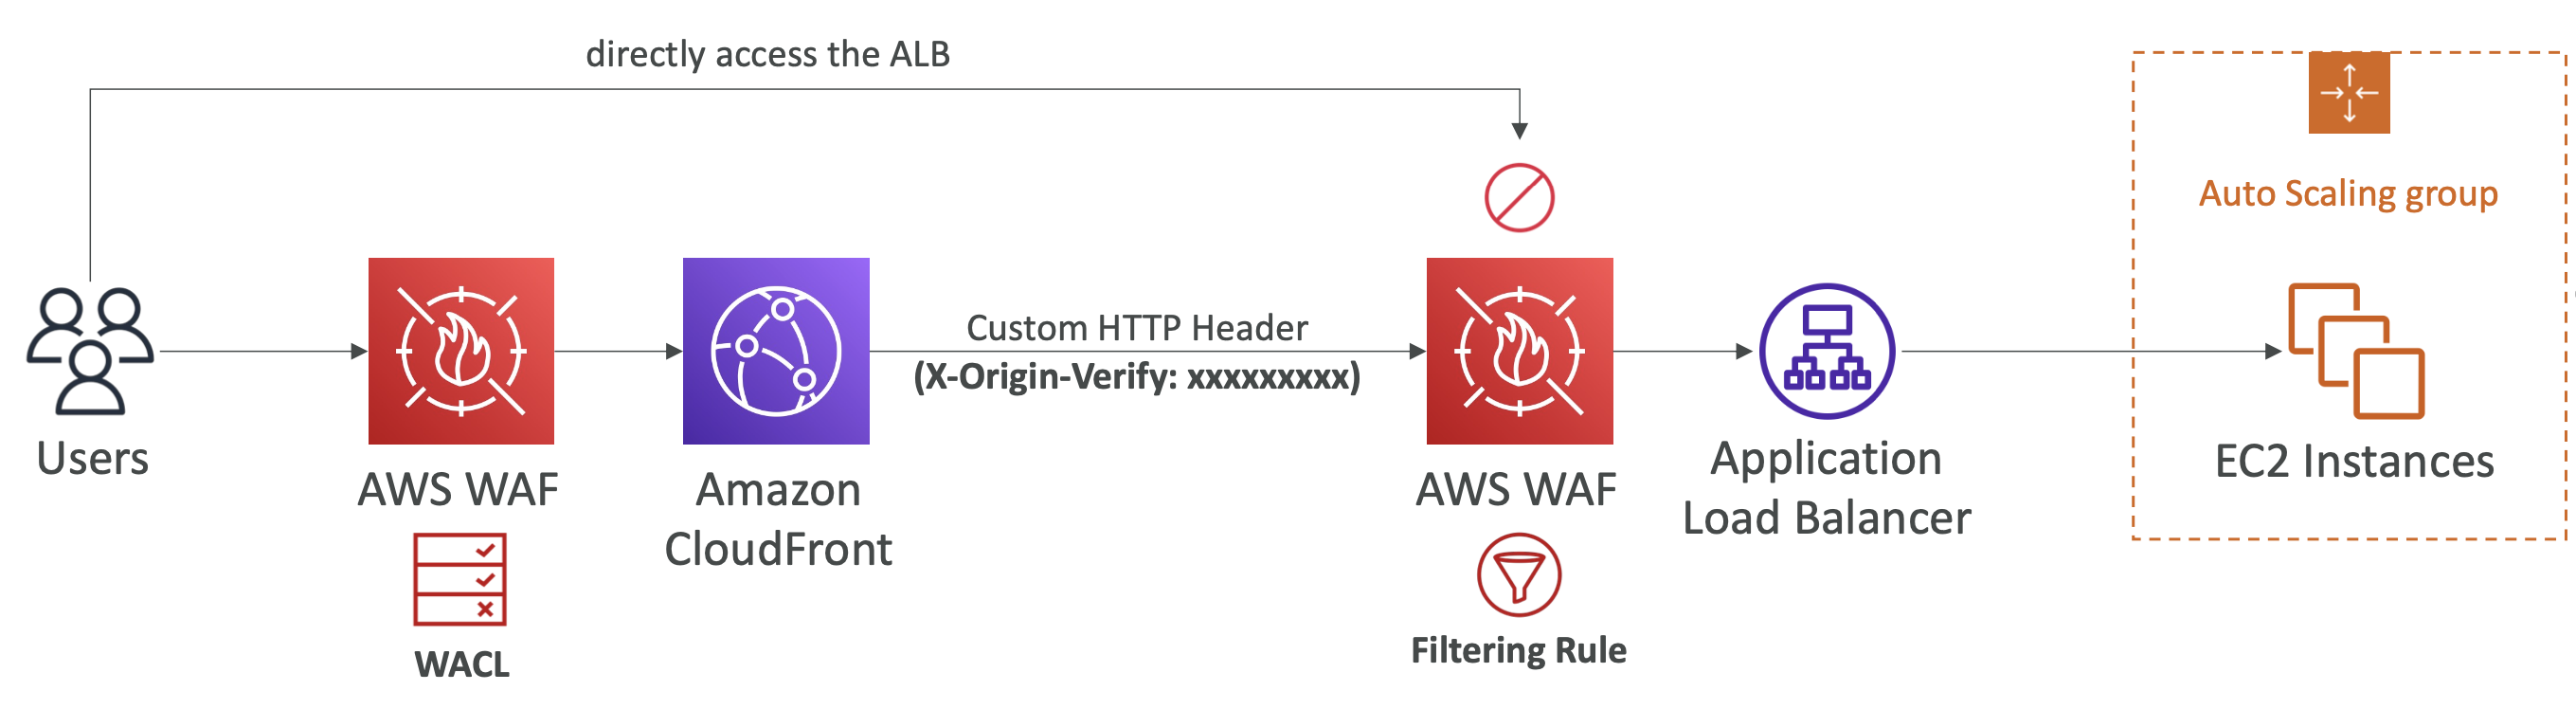 directly access the ALB
Auto Scaling group
Custom HTTP Header
(X-Origin-Verify: xxxxxxxxx)
Users
AWS WAF
Amazon
CloudFront
AWS WAF
Application
Load Balancer
EC2 Instances
WACL
Filtering Rule